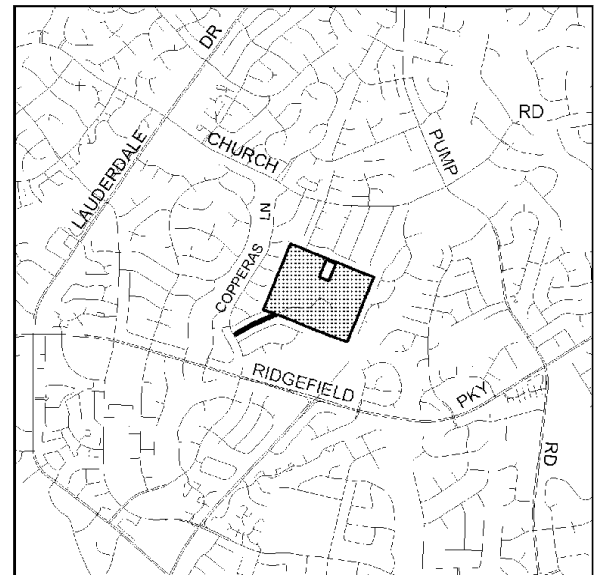 LAUDERDALE DR
CHURCH RD
PUMP RD
COPPERAS LN
RIDGEFIELD PKY